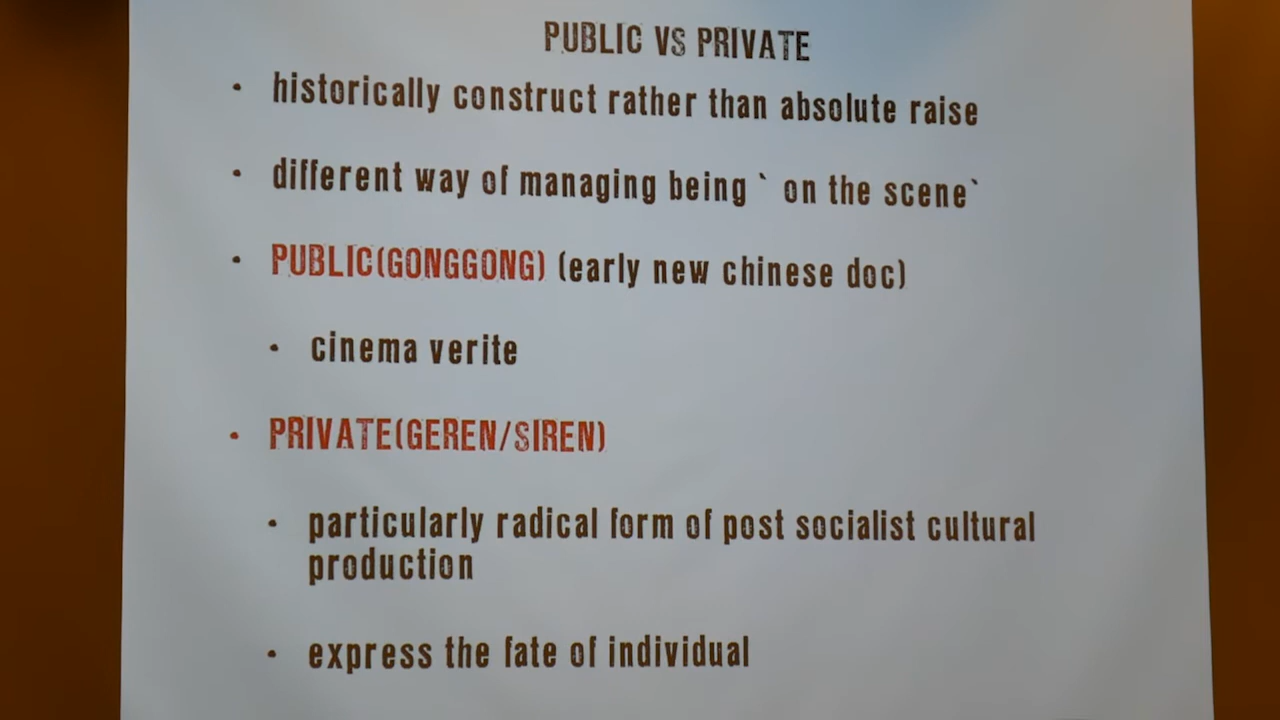 PUBLIC VS PRIVATE
• historically construct rather than absolute raise
• different way of managing being ` on the scene`
• PUBLIC(GONGGONG) (early new chinese doc)
• cinema verite
• PRIVATE(GEREN/SIREN)
• particularly radical form of post socialist cultural
production
• express the fate of individual